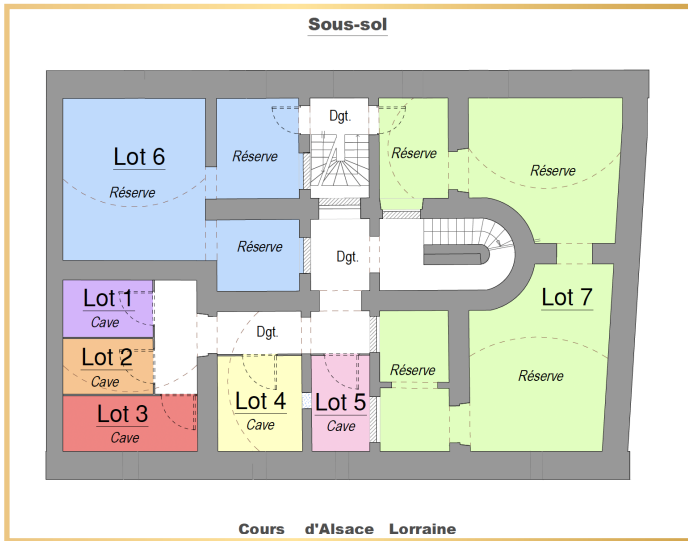 Sous-sol
Dgt.
Lot 6
Réserve
Réserve
Réserve
Réserve
Réserve
Dgt.
Lot 7
Lot 1
Cave
Dgt.
Lot 2
Cave
Réserve
Réserve
Lot 3
Cave
Lot 4
Cave
Lot 5
Cave
Cours d'Alsace Lorraine